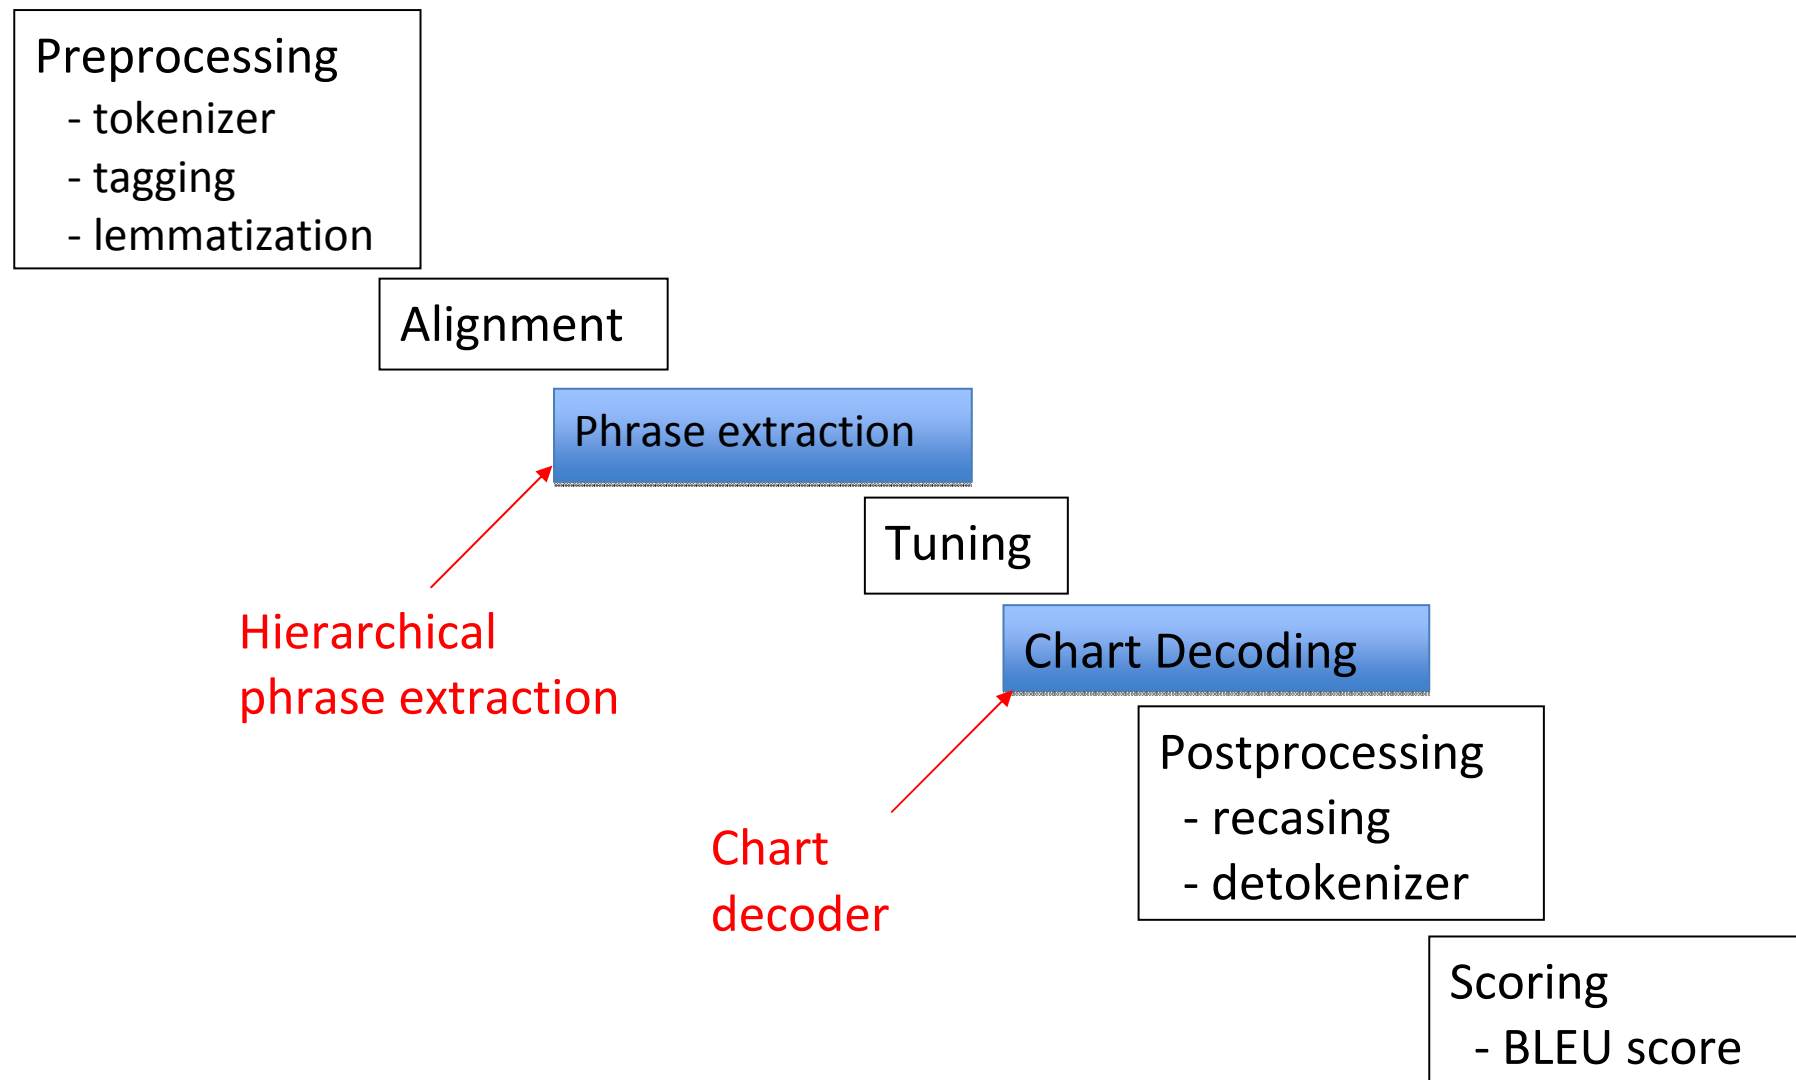 Preprocessing
- tokenizer
- tagging
- lemmatization
Alignment
Phrase extraction
Tuning
Hierarchical
phrase extraction
Chart Decoding
Postprocessing
- recasing
- detokenizer
Chart
decoder
Scoring
- BLEU score